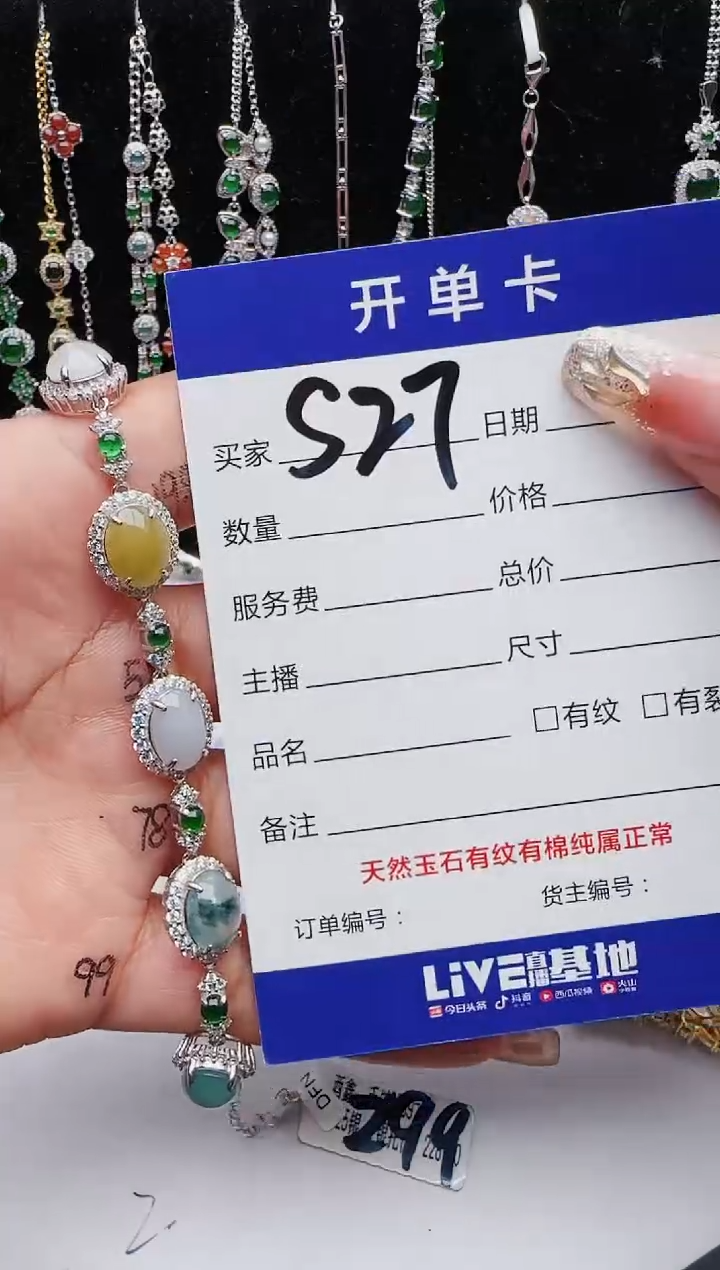 开单卡
买家 S27 日期
数量 价格
服务费 总价
主播 尺寸
品名 □有纹 □有裂
备注
天然玉石有纹有棉纯属正常
订单编号： 货主编号：
LiVE直播基地
今日头条 抖音 西瓜视频 火山
78
99
DFN
299